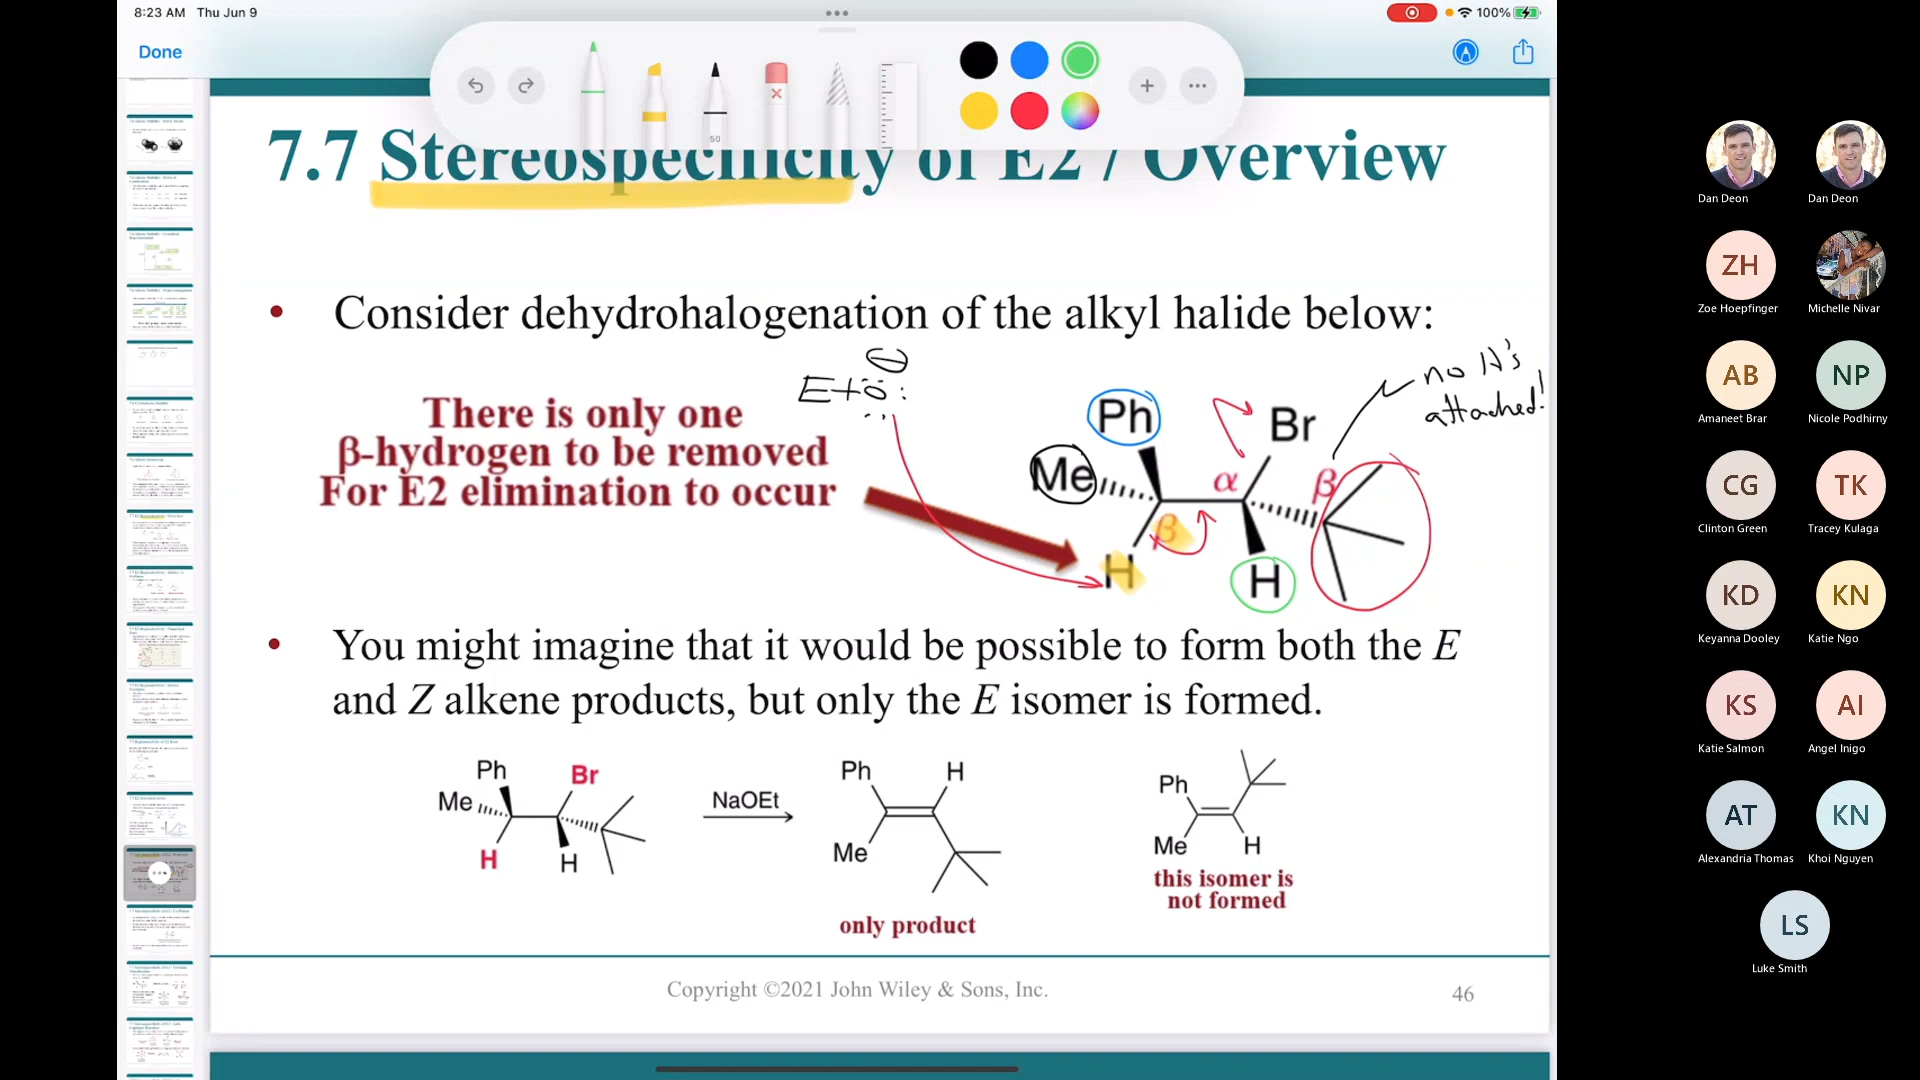 8:23 AM Thu Jun 9
100%
Done
50
7.7 Stereospecificity of E2 / Overview
• Consider dehydrohalogenation of the alkyl halide below:
EtO:
⊖
no H's
attached!
There is only one
β-hydrogen to be removed
For E2 elimination to occur
Ph
Br
Me
α
β
β
H
H
• You might imagine that it would be possible to form both the E
and Z alkene products, but only the E isomer is formed.
Ph
Br
Me
H
H
NaOEt
Ph
H
Me
only product
Ph
Me
H
this isomer is
not formed
Copyright ©2021 John Wiley & Sons, Inc.
46
Dan Deon
Dan Deon
ZH
Zoe Hoepfinger
Michelle Nivar
AB
Amaneet Brar
NP
Nicole Podhirny
CG
Clinton Green
TK
Tracey Kulaga
KD
Keyanna Dooley
KN
Katie Ngo
KS
Katie Salmon
AI
Angel Inigo
AT
Alexandria Thomas
KN
Khoi Nguyen
LS
Luke Smith